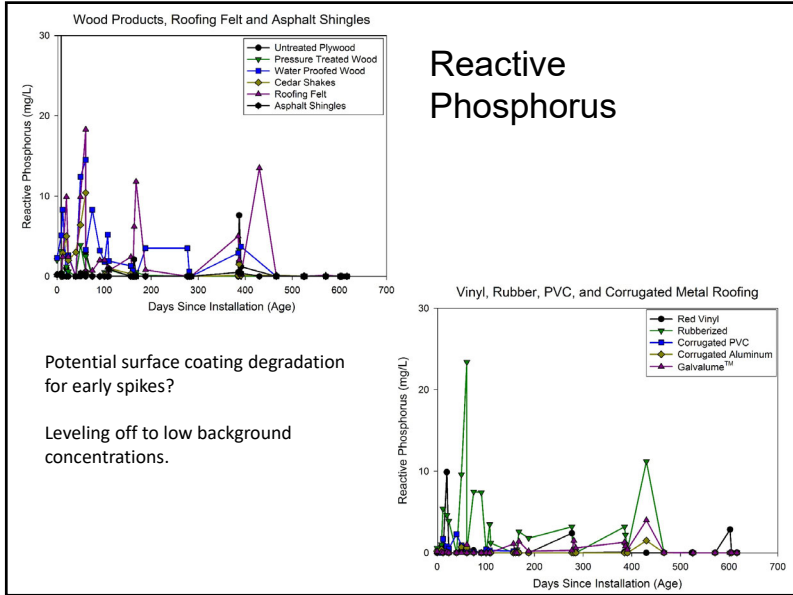 Wood Products, Roofing Felt and Asphalt Shingles
30
20
10
0
Reactive Phosphorus (mg/L)
Untreated Plywood
Pressure Treated Wood
Water Proofed Wood
Cedar Shakes
Roofing Felt
Asphalt Shingles
0 100 200 300 400 500 600 700
Days Since Installation (Age)
Reactive
Phosphorus
Potential surface coating degradation
for early spikes?
Leveling off to low background
concentrations.
Vinyl, Rubber, PVC, and Corrugated Metal Roofing
30
20
10
0
Reactive Phosphorus (mg/L)
Red Vinyl
Rubberized
Corrugated PVC
Corrugated Aluminum
Galvalume™
0 100 200 300 400 500 600 700
Days Since Installation (Age)